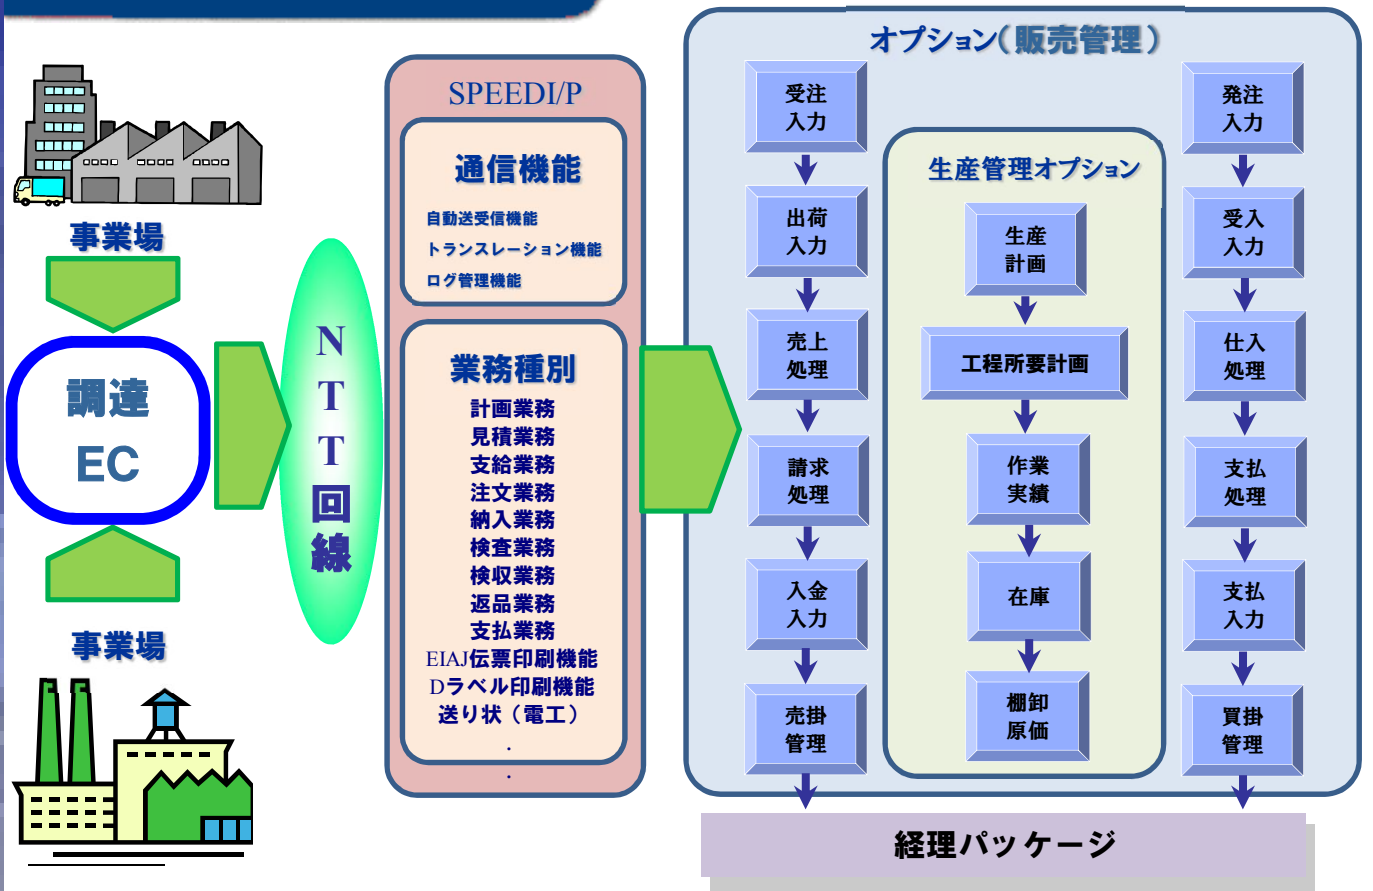 事業場
調達
EC
事業場
NTT回線
SPEEDI/P
通信機能
自動送受信機能
トランスレーション機能
ログ管理機能
業務種別
計画業務
見積業務
支給業務
注文業務
納入業務
検査業務
検収業務
返品業務
支払業務
EIAJ伝票印刷機能
Dラベル印刷機能
送り状（電工）
.
.
オプション（販売管理）
受注
入力
出荷
入力
売上
処理
請求
処理
入金
入力
売掛
管理
生産管理オプション
生産
計画
工程所要計画
作業
実績
在庫
棚卸
原価
発注
入力
受入
入力
仕入
処理
支払
処理
支払
入力
買掛
管理
経理パッケージ